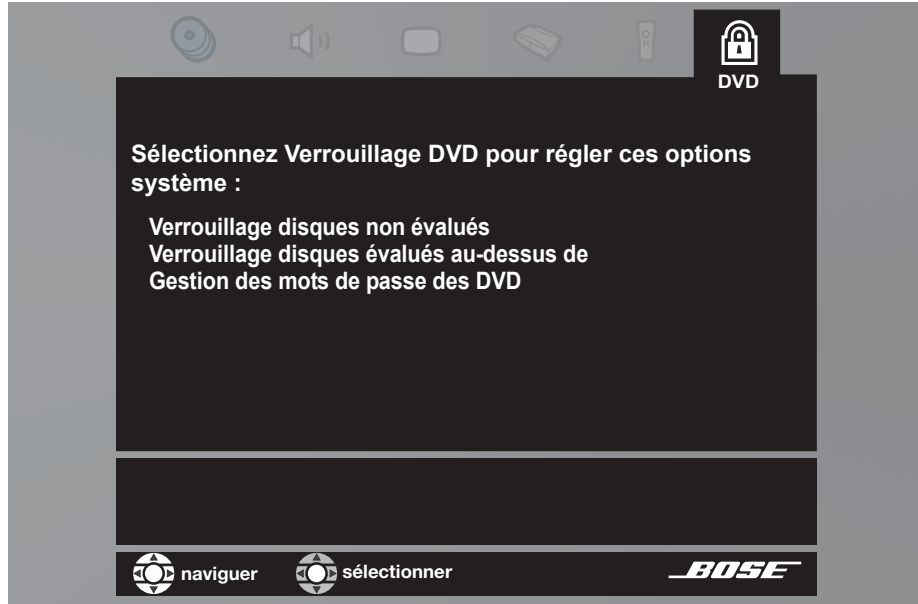 DVD
Sélectionnez Verrouillage DVD pour régler ces options
système :
Verrouillage disques non évalués
Verrouillage disques évalués au-dessus de
Gestion des mots de passe des DVD
naviguer sélectionner BOSE